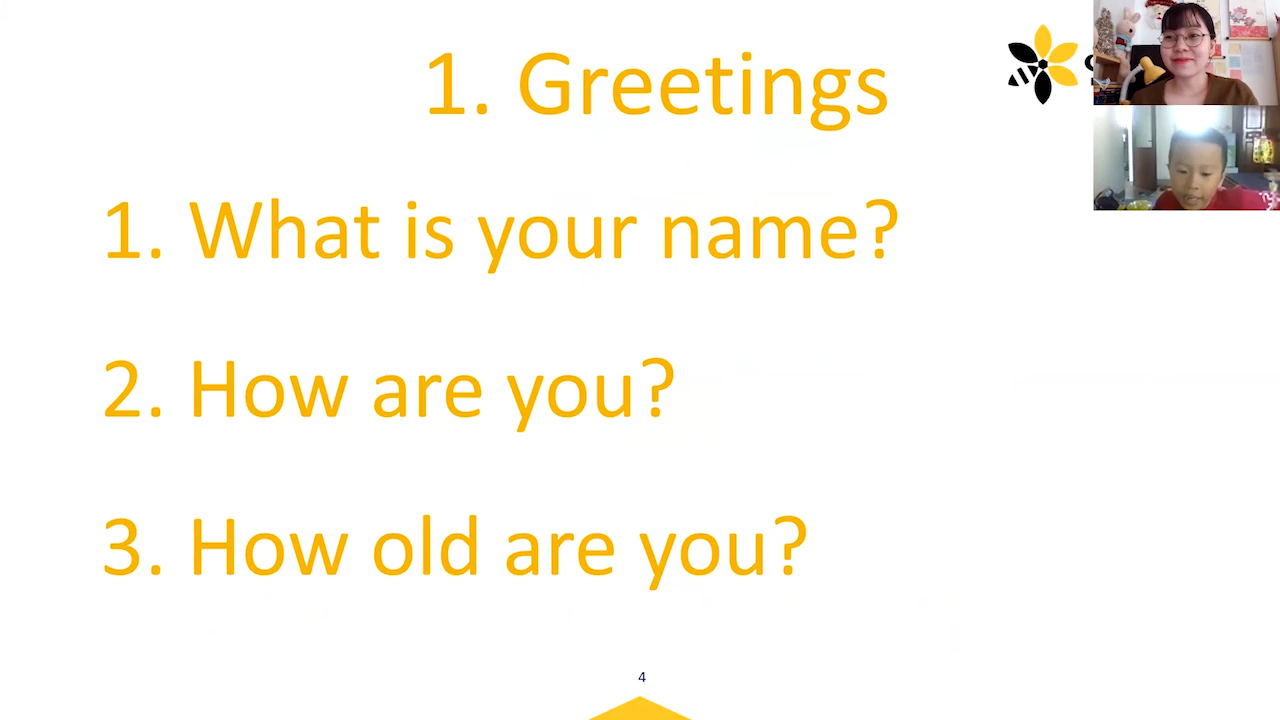 1. Greetings
1. What is your name?
2. How are you?
3. How old are you?
4